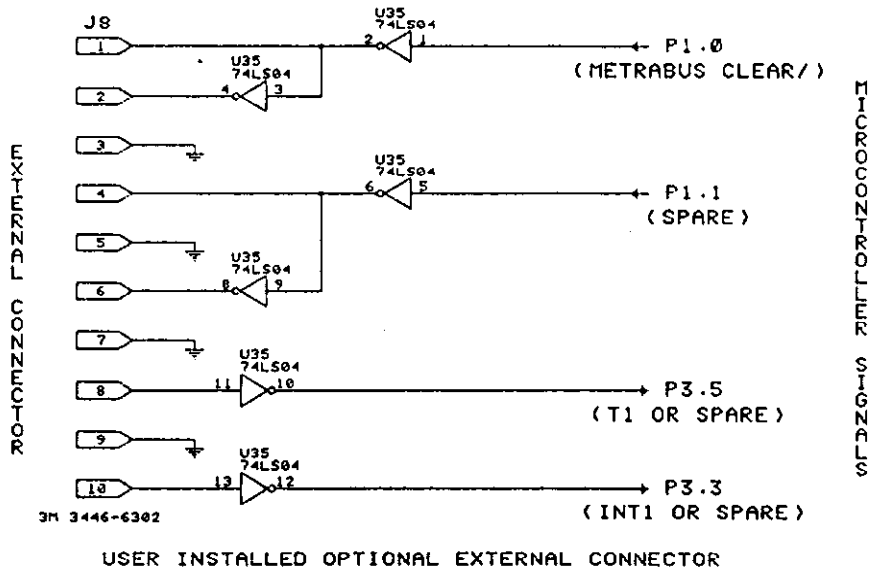 J8
1
U35
74LS04
2 1
P1.0
(METRABUS CLEAR/)
U35
74LS04
2
4 3
3
U35
74LS04
4
6 5
P1.1
(SPARE)
5
U35
74LS04
6
8 9
7
U35
74LS04
8
11 10
P3.5
(T1 OR SPARE)
9
U35
74LS04
10
13 12
P3.3
(INT1 OR SPARE)
3M 3446-6302
EXTERNAL CONNECTOR
MICROCONTROLLER SIGNALS
USER INSTALLED OPTIONAL EXTERNAL CONNECTOR